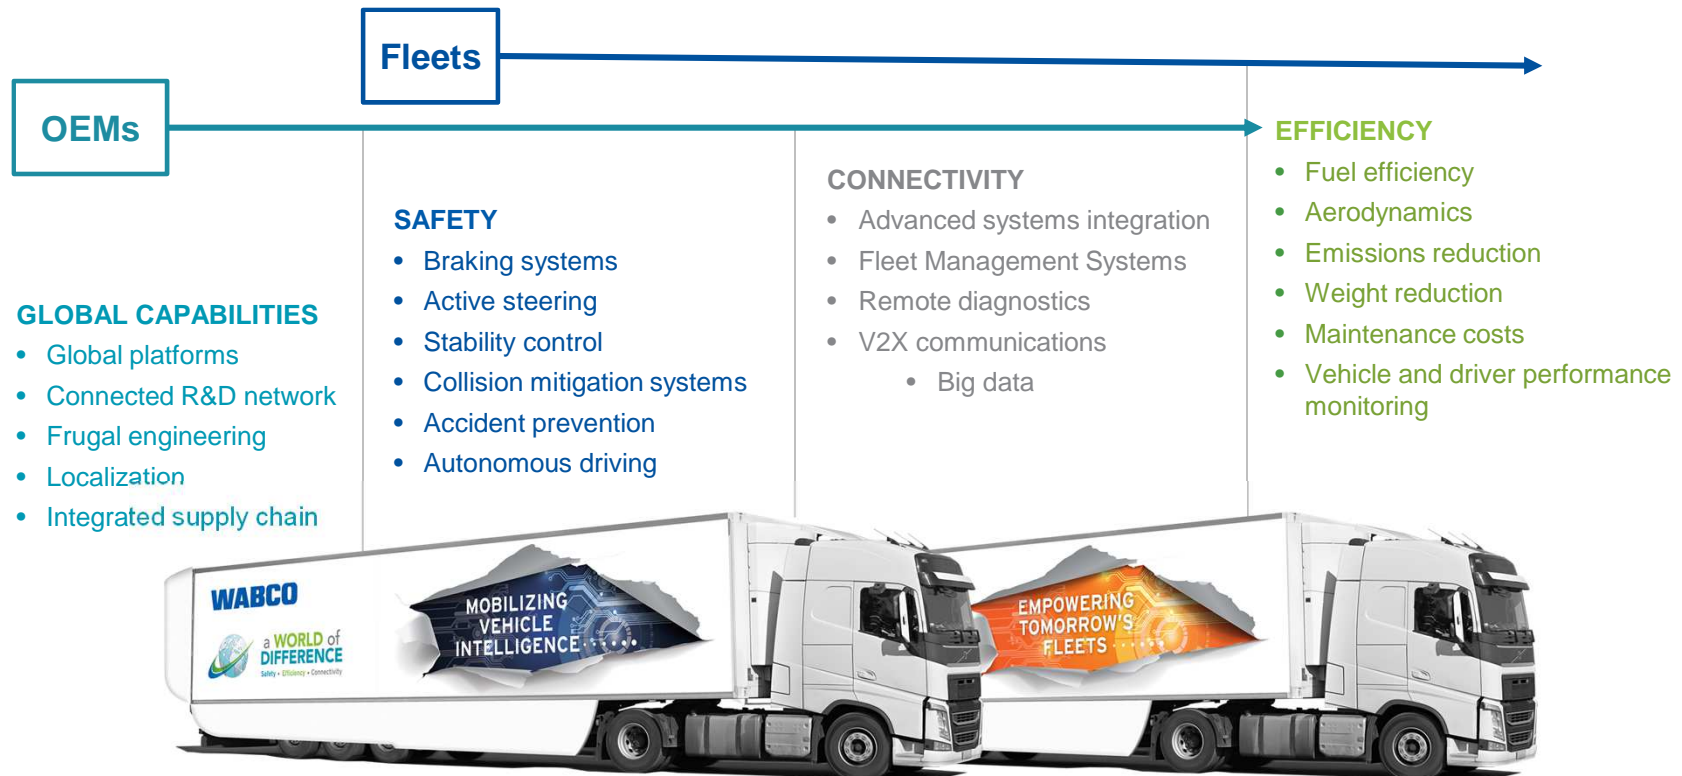 Fleets
OEMs
GLOBAL CAPABILITIES
• Global platforms
• Connected R&D network
• Frugal engineering
• Localization
• Integrated supply chain
SAFETY
• Braking systems
• Active steering
• Stability control
• Collision mitigation systems
• Accident prevention
• Autonomous driving
CONNECTIVITY
• Advanced systems integration
• Fleet Management Systems
• Remote diagnostics
• V2X communications
• Big data
EFFICIENCY
• Fuel efficiency
• Aerodynamics
• Emissions reduction
• Weight reduction
• Maintenance costs
• Vehicle and driver performance
monitoring
WABCO
a WORLD of
DIFFERENCE
Safety • Efficiency • Connectivity
MOBILIZING
VEHICLE
INTELLIGENCE
EMPOWERING
TOMORROW'S
FLEETS